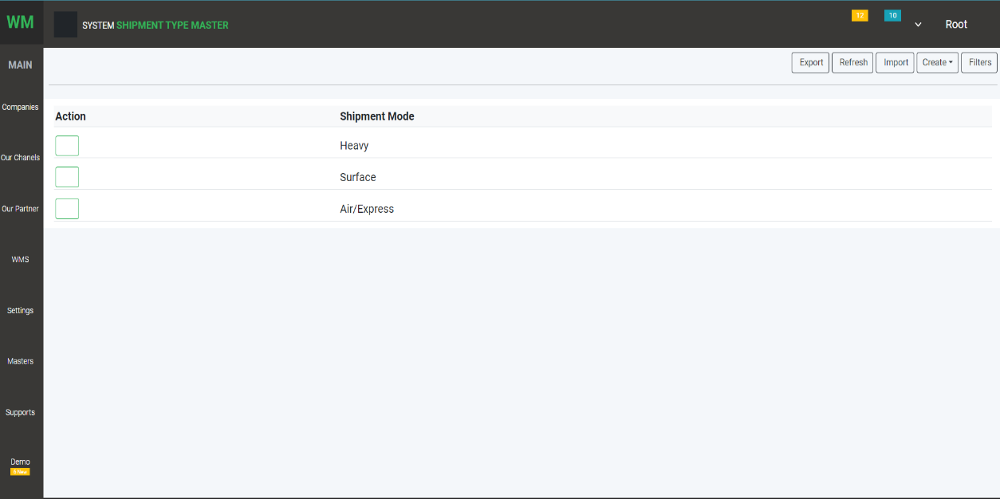 WM
SYSTEM SHIPMENT TYPE MASTER
12
10
Root
MAIN
Export
Refresh
Import
Create
Filters
Companies
Our Chanels
Our Partner
WMS
Settings
Masters
Supports
Demo
Action Shipment Mode
Heavy
Surface
Air/Express